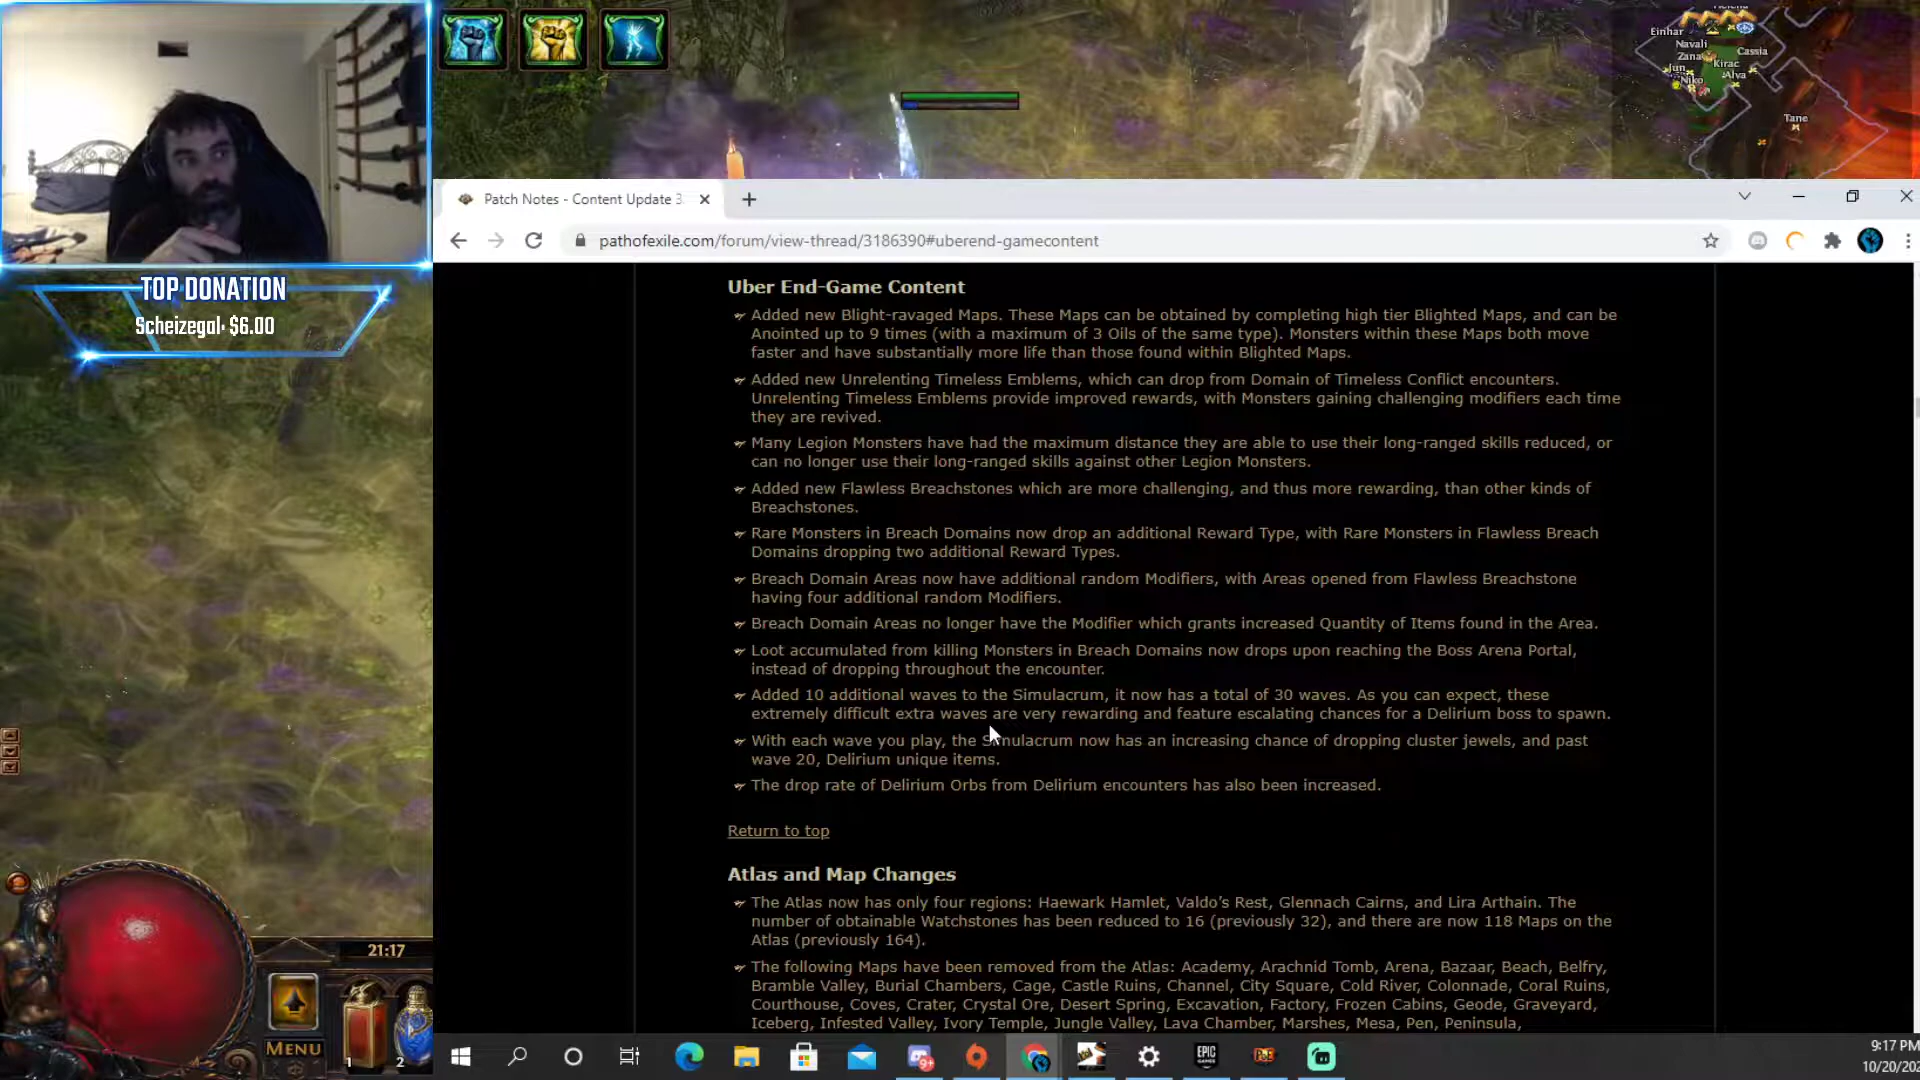 Helena
Einhar
Navali
Cassia
Zana
Kirac
Jun
Alva
Niko
Tane
Patch Notes - Content Update 3
pathofexile.com/forum/view-thread/3186390#uberend-gamecontent
TOP DONATION
Scheizegal: $6.00
Uber End-Game Content
Added new Blight-ravaged Maps. These Maps can be obtained by completing high tier Blighted Maps, and can be
Anointed up to 9 times (with a maximum of 3 Oils of the same type). Monsters within these Maps both move
faster and have substantially more life than those found within Blighted Maps.
Added new Unrelenting Timeless Emblems, which can drop from Domain of Timeless Conflict encounters.
Unrelenting Timeless Emblems provide improved rewards, with Monsters gaining challenging modifiers each time
they are revived.
Many Legion Monsters have had the maximum distance they are able to use their long-ranged skills reduced, or
can no longer use their long-ranged skills against other Legion Monsters.
Added new Flawless Breachstones which are more challenging, and thus more rewarding, than other kinds of
Breachstones.
Rare Monsters in Breach Domains now drop an additional Reward Type, with Rare Monsters in Flawless Breach
Domains dropping two additional Reward Types.
Breach Domain Areas now have additional random Modifiers, with Areas opened from Flawless Breachstone
having four additional random Modifiers.
Breach Domain Areas no longer have the Modifier which grants increased Quantity of Items found in the Area.
Loot accumulated from killing Monsters in Breach Domains now drops upon reaching the Boss Arena Portal,
instead of dropping throughout the encounter.
Added 10 additional waves to the Simulacrum, it now has a total of 30 waves. As you can expect, these
extremely difficult extra waves are very rewarding and feature escalating chances for a Delirium boss to spawn.
With each wave you play, the Simulacrum now has an increasing chance of dropping cluster jewels, and past
wave 20, Delirium unique items.
The drop rate of Delirium Orbs from Delirium encounters has also been increased.
Return to top
Atlas and Map Changes
The Atlas now has only four regions: Haewark Hamlet, Valdo's Rest, Glennach Cairns, and Lira Arthain. The
number of obtainable Watchstones has been reduced to 16 (previously 32), and there are now 118 Maps on the
Atlas (previously 164).
The following Maps have been removed from the Atlas: Academy, Arachnid Tomb, Arena, Bazaar, Beach, Belfry,
Bramble Valley, Burial Chambers, Cage, Castle Ruins, Channel, City Square, Cold River, Colonnade, Coral Ruins,
Courthouse, Coves, Crater, Crystal Ore, Desert Spring, Excavation, Factory, Frozen Cabins, Geode, Graveyard,
Iceberg, Infested Valley, Ivory Temple, Jungle Valley, Lava Chamber, Marshes, Mesa, Pen, Peninsula,
21:17
MENU
1
2
9+
EPIC
GAMES
PoE
9:17 PM
10/20/202